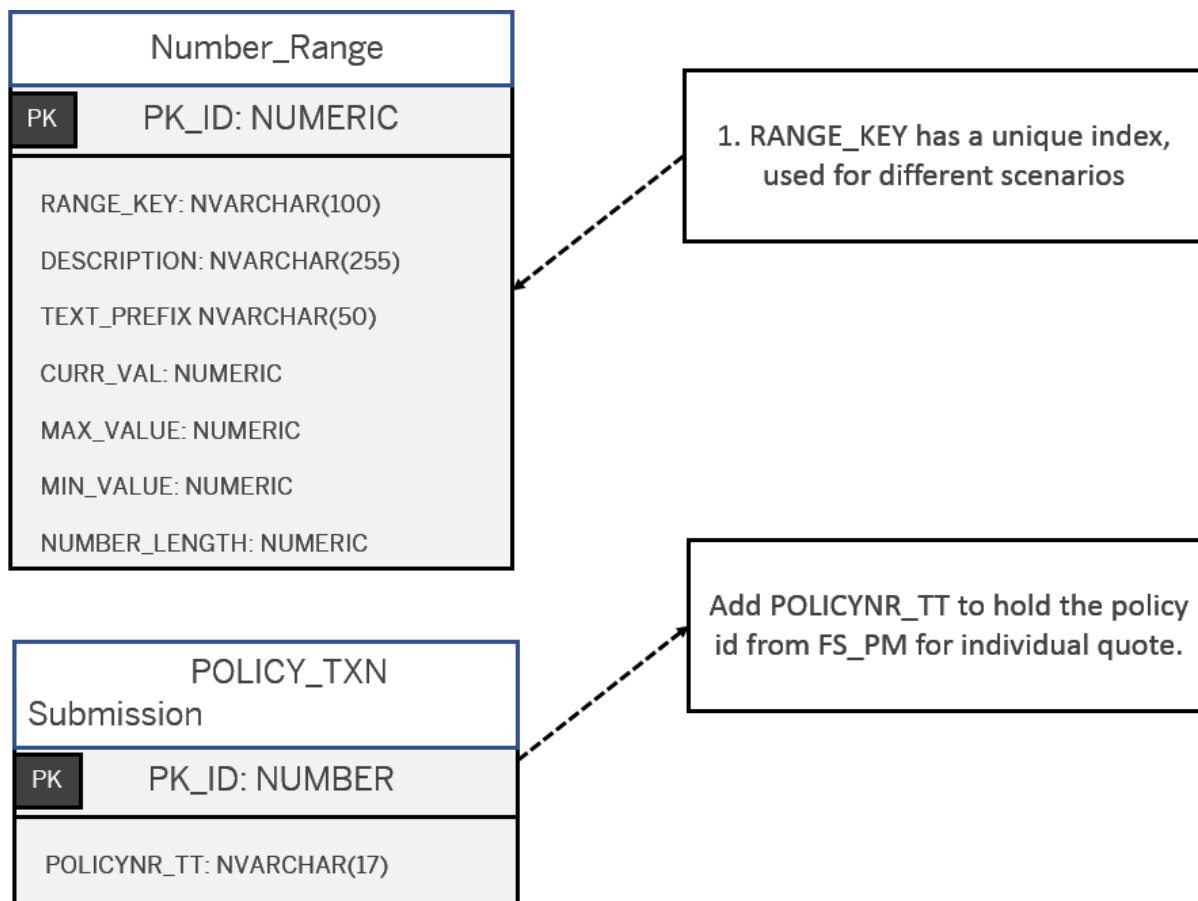 Number_Range
PK
PK_ID: NUMERIC
RANGE_KEY: NVARCHAR(100)
DESCRIPTION: NVARCHAR(255)
TEXT_PREFIX NVARCHAR(50)
CURR_VAL: NUMERIC
MAX_VALUE: NUMERIC
MIN_VALUE: NUMERIC
NUMBER_LENGTH: NUMERIC
1. RANGE_KEY has a unique index,
used for different scenarios
POLICY_TXN
Submission
PK
PK_ID: NUMBER
POLICYNR_TT: NVARCHAR(17)
Add POLICYNR_TT to hold the policy
id from FS_PM for individual quote.